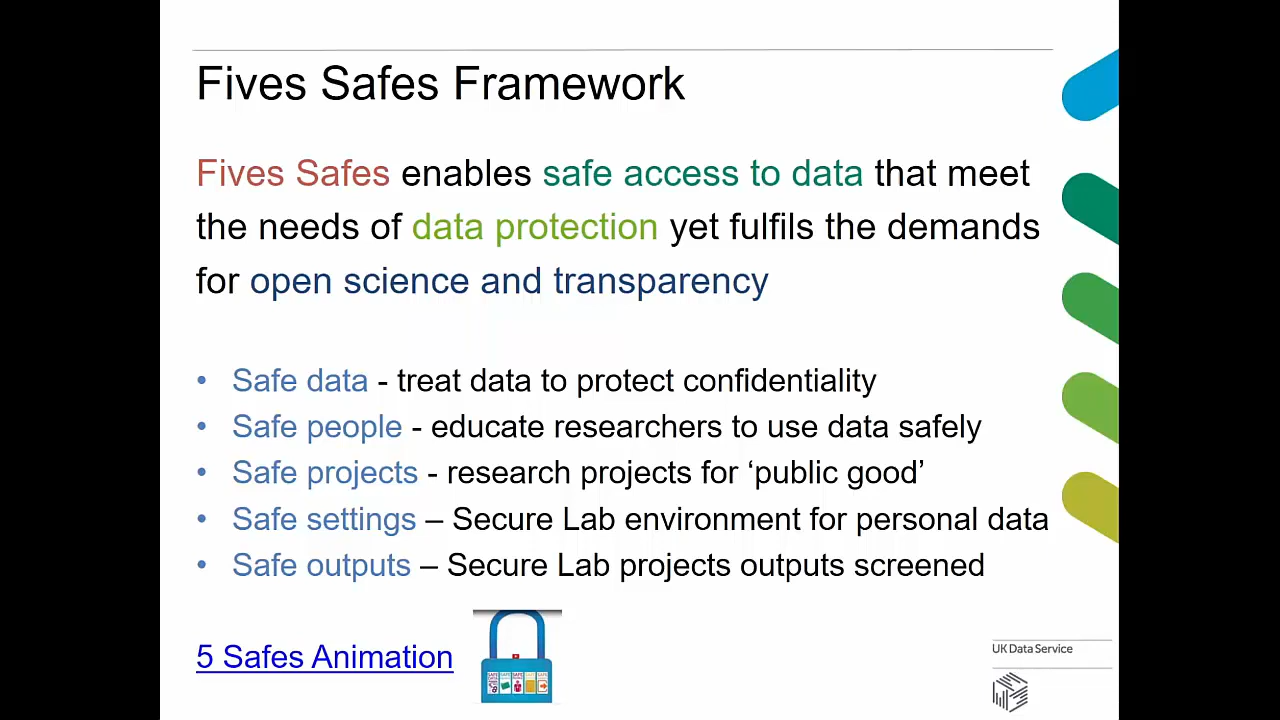 Fives Safes Framework
Fives Safes enables safe access to data that meet
the needs of data protection yet fulfils the demands
for open science and transparency
• Safe data - treat data to protect confidentiality
• Safe people - educate researchers to use data safely
• Safe projects - research projects for ‘public good’
• Safe settings – Secure Lab environment for personal data
• Safe outputs – Secure Lab projects outputs screened
5 Safes Animation
UK Data Service